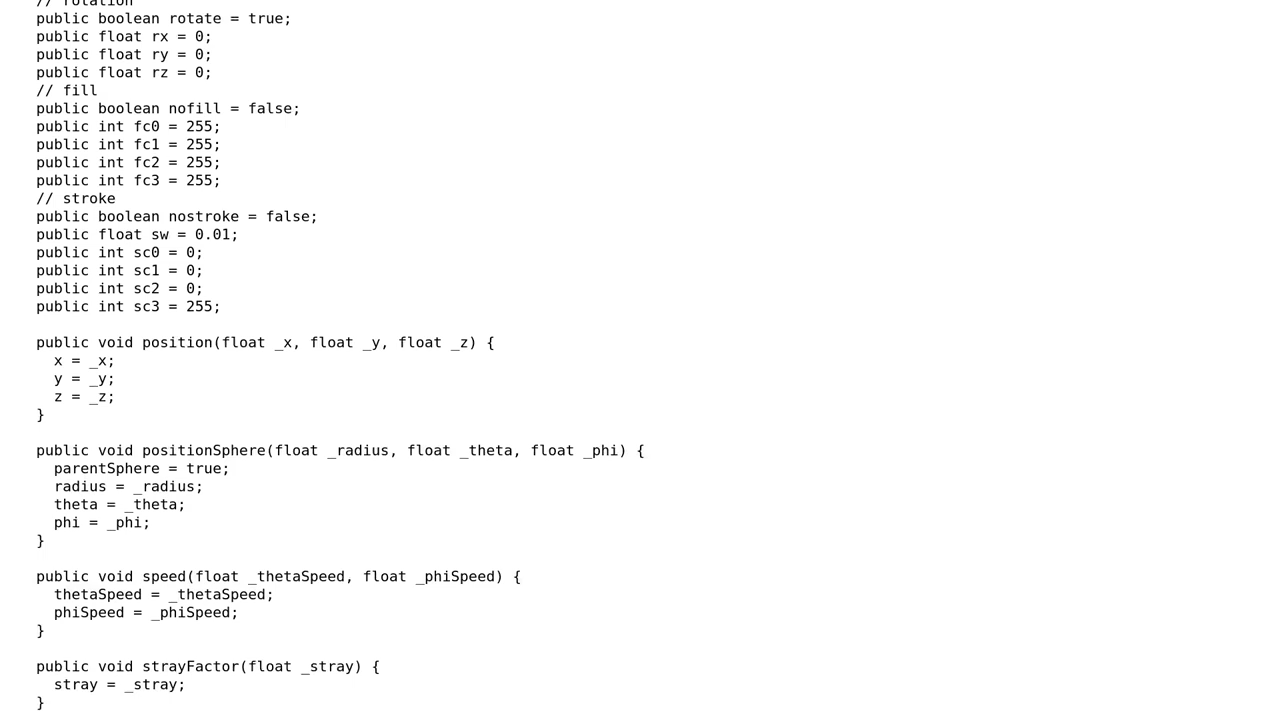 // rotation
public boolean rotate = true;
public float rx = 0;
public float ry = 0;
public float rz = 0;
// fill
public boolean nofill = false;
public int fc0 = 255;
public int fc1 = 255;
public int fc2 = 255;
public int fc3 = 255;
// stroke
public boolean nostroke = false;
public float sw = 0.01;
public int sc0 = 0;
public int sc1 = 0;
public int sc2 = 0;
public int sc3 = 255;

public void position(float _x, float _y, float _z) {
  x = _x;
  y = _y;
  z = _z;
}

public void positionSphere(float _radius, float _theta, float _phi) {
  parentSphere = true;
  radius = _radius;
  theta = _theta;
  phi = _phi;
}

public void speed(float _thetaSpeed, float _phiSpeed) {
  thetaSpeed = _thetaSpeed;
  phiSpeed = _phiSpeed;
}

public void strayFactor(float _stray) {
  stray = _stray;
}